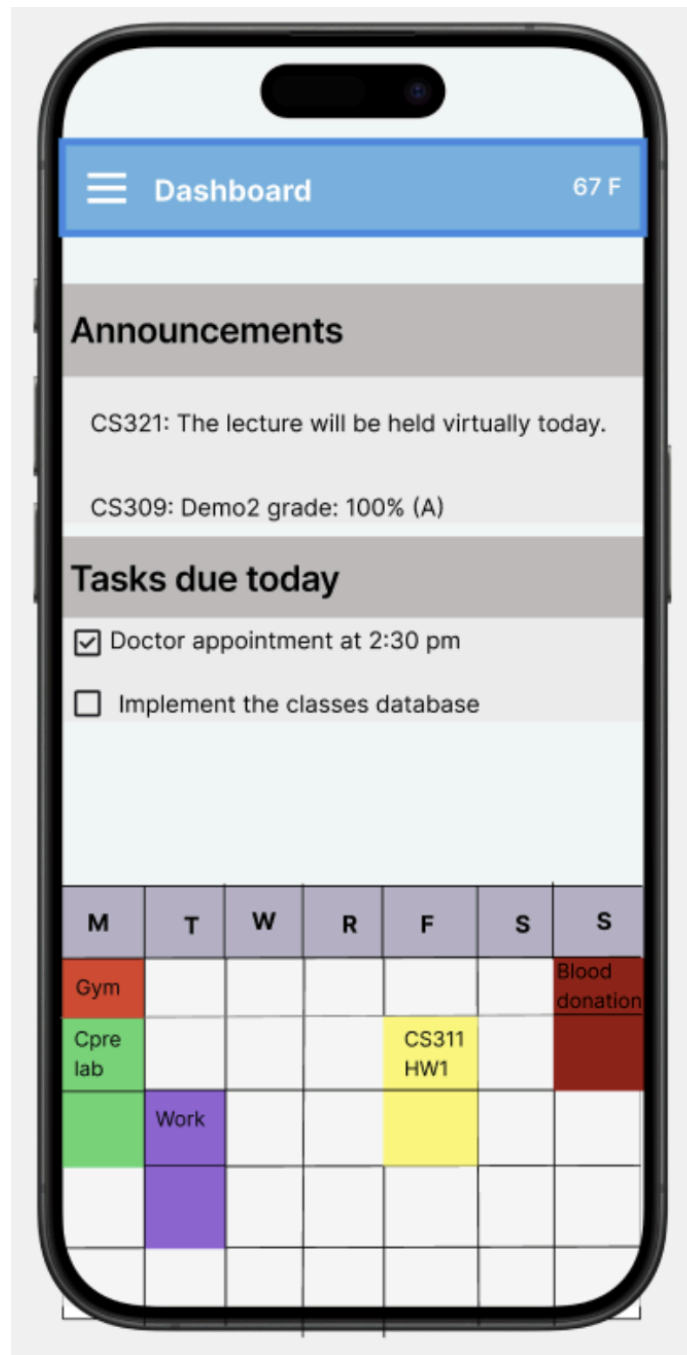 Dashboard
67 F
Announcements
CS321: The lecture will be held virtually today.
CS309: Demo2 grade: 100% (A)
Tasks due today
Doctor appointment at 2:30 pm
Implement the classes database
M T W R F S S
Gym
Blood
donation
Cpre
lab
CS311
HW1
Work